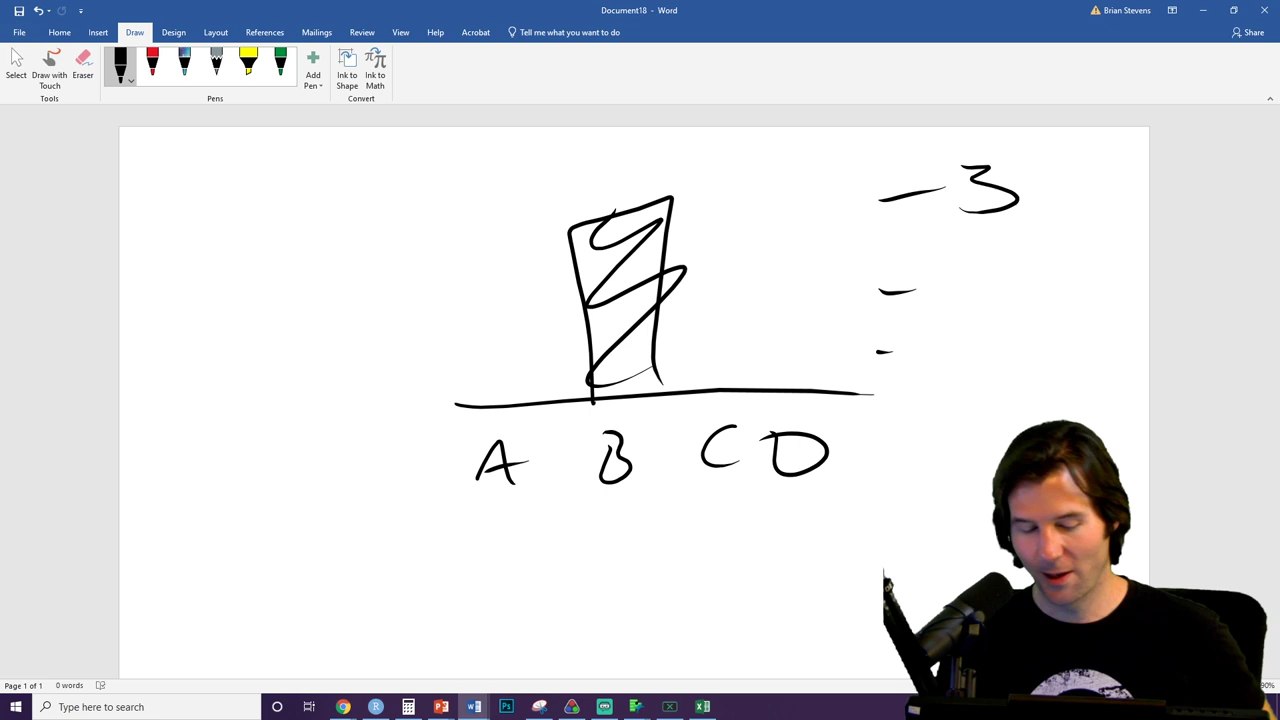 Document18 - Word
Brian Stevens
File Home Insert Draw Design Layout References Mailings Review View Help Acrobat Tell me what you want to do Share
Select Draw with Touch Eraser Add Pen Ink to Shape Ink to Math
Tools Pens Convert
- 3
-
-
A B C D
Page 1 of 1 0 words
90%
Type here to search